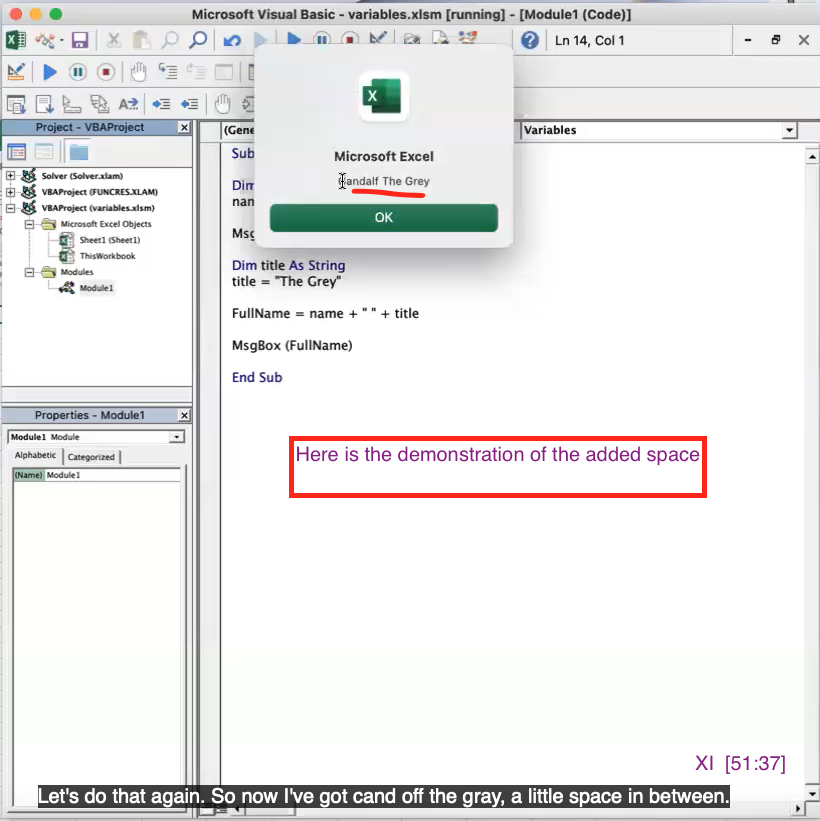 Microsoft Visual Basic - variables.xlsm [running] - [Module1 (Code)]
Ln 14, Col 1
Project - VBAProject
Solver (Solver.xlam)
VBAProject (FUNCRES.XLAM)
VBAProject (variables.xlsm)
Microsoft Excel Objects
Sheet1 (Sheet1)
ThisWorkbook
Modules
Module1
Properties - Module1
Module1 Module
Alphabetic Categorized
(Name) Module1
(Gene
Variables
Sub
Dim
nan
Msg
Microsoft Excel
Gandalf The Grey
OK
Dim title As String
title = "The Grey"
FullName = name + " " + title
MsgBox (FullName)
End Sub
Here is the demonstration of the added space
XI [51:37]
Let's do that again. So now I've got cand off the gray, a little space in between.